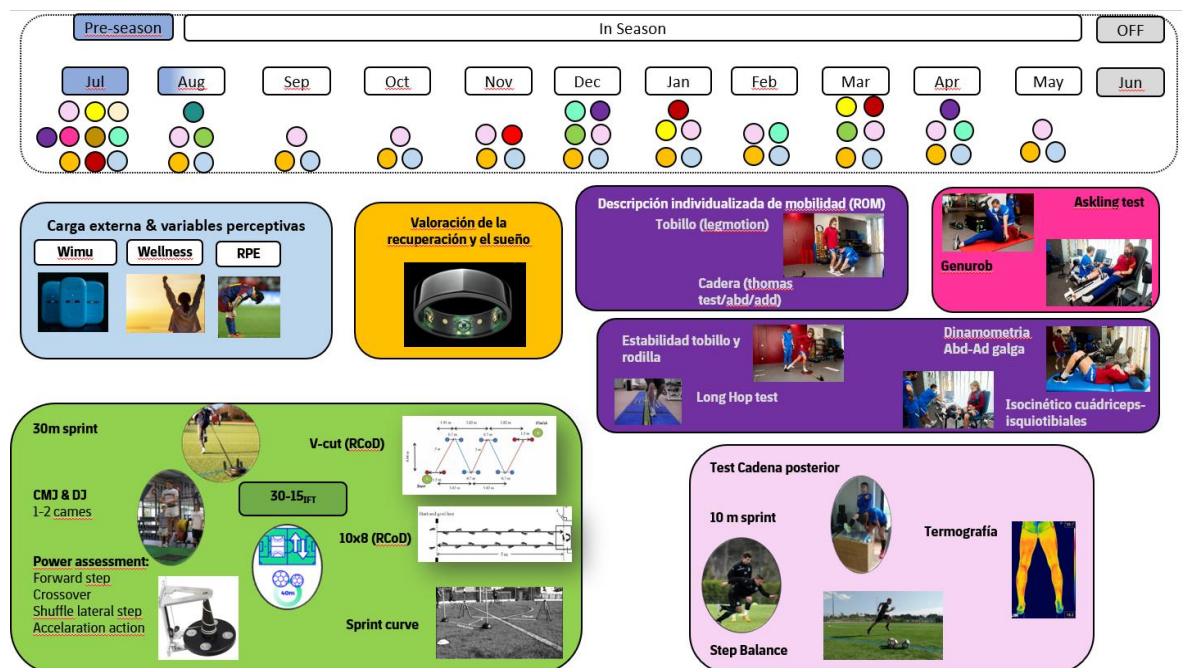 Pre-season
In Season
OFF
Jul
Aug
Sep
Oct
Nov
Dec
Jan
Feb
Mar
Apr
May
Jun
Carga externa & variables perceptivas
Wimu
Wellness
RPE
Valoración de la
recuperación y el sueño
Descripción individualizada de mobilidad (ROM)
Tobillo (legmotion)
Cadera (thomas
test/abd/add)
Askling test
Genurob
Estabilidad tobillo y
rodilla
Long Hop test
Dinamometria
Abd-Ad galga
Isocinético cuádriceps-
isquiotibiales
30m sprint
V-cut (RCoD)
CMJ & DJ
1-2 cames
30-15IFT
40m
10x8 (RCoD)
Power assessment:
Forward step
Crossover
Shuffle lateral step
Accelaration action
Sprint curve
Test Cadena posterior
10 m sprint
Termografía
Step Balance